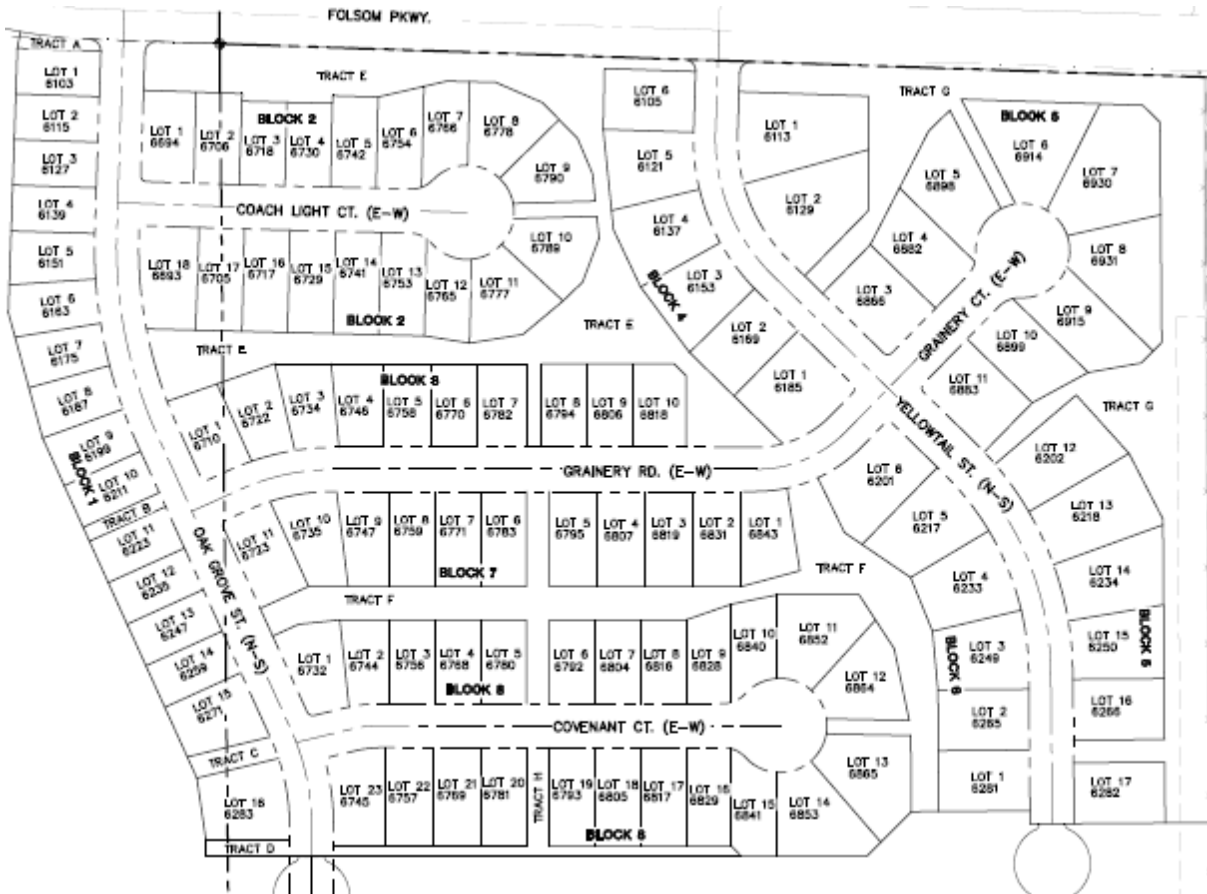 FOLSOM PKWY.
TRACT A
LOT 1
6103
LOT 2
6115
LOT 3
6127
LOT 4
6139
LOT 5
6151
LOT 6
6163
LOT 7
6175
LOT 8
6187
LOT 9
6199
BLOCK 1
LOT 10
6211
TRACT B
LOT 11
6223
LOT 12
6235
LOT 13
6247
LOT 14
6259
LOT 15
6271
TRACT C
LOT 16
6283
TRACT D
OAK GROVE ST. (N-S)
TRACT E
BLOCK 2
LOT 1
6694
LOT 2
6706
LOT 3
6718
LOT 4
6730
LOT 5
6742
LOT 6
6754
LOT 7
6766
LOT 8
6778
LOT 9
6790
COACH LIGHT CT. (E-W)
LOT 10
6789
LOT 18
6693
LOT 17
6705
LOT 16
6717
LOT 15
6729
LOT 14
6741
LOT 13
6753
LOT 12
6765
LOT 11
6777
BLOCK 2
TRACT E
TRACT E
LOT 1
6710
LOT 2
6722
LOT 3
6734
LOT 4
6746
BLOCK 3
LOT 5
6758
LOT 6
6770
LOT 7
6782
LOT 8
6794
LOT 9
6806
LOT 10
6818
GRAINERY RD. (E-W)
LOT 11
6723
LOT 10
6735
LOT 9
6747
LOT 8
6759
LOT 7
6771
LOT 6
6783
LOT 5
6795
LOT 4
6807
LOT 3
6819
LOT 2
6831
LOT 1
6843
BLOCK 7
TRACT F
TRACT F
LOT 1
6732
LOT 2
6744
LOT 3
6756
LOT 4
6768
LOT 5
6780
BLOCK 8
LOT 6
6792
LOT 7
6804
LOT 8
6816
LOT 9
6828
LOT 10
6840
LOT 11
6852
LOT 12
6864
COVENANT CT. (E-W)
LOT 13
6865
LOT 23
6745
LOT 22
6757
LOT 21
6769
LOT 20
6781
TRACT H
LOT 19
6793
LOT 18
6805
LOT 17
6817
LOT 16
6829
LOT 15
6841
LOT 14
6853
BLOCK 8
LOT 6
6105
LOT 5
6121
LOT 4
6137
LOT 3
6153
BLOCK 4
LOT 2
6169
LOT 1
6185
LOT 1
6113
LOT 2
6129
TRACT G
LOT 3
6866
LOT 4
6882
LOT 5
6898
BLOCK 5
LOT 6
6914
LOT 7
6930
LOT 8
6931
LOT 9
6915
LOT 10
6899
LOT 11
6883
GRAINERY CT. (E-W)
YELLOWTAIL ST. (N-S)
TRACT G
LOT 12
6202
LOT 13
6218
LOT 14
6234
LOT 15
6250
BLOCK 5
LOT 16
6266
LOT 17
6282
LOT 6
6201
LOT 5
6217
LOT 4
6233
LOT 3
6249
BLOCK 6
LOT 2
6265
LOT 1
6281